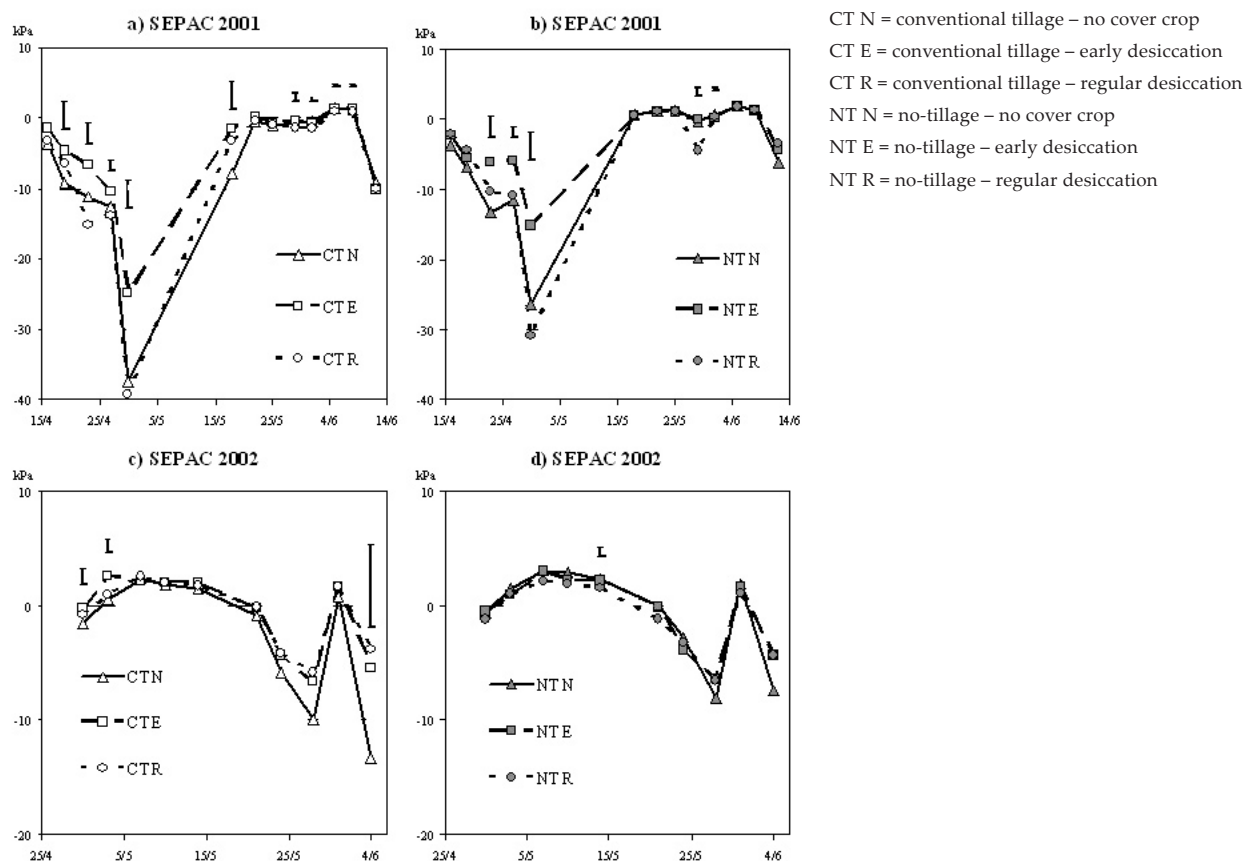 a) SEPAC 2001
kPa
10
0
-10
-20
-30
-40
15/4 25/4 5/5 15/5 25/5 4/6 14/6
CT N
CT E
CT R
b) SEPAC 2001
kPa
10
0
-10
-20
-30
-40
15/4 25/4 5/5 15/5 25/5 4/6 14/6
NT N
NT E
NT R
CT N = conventional tillage – no cover crop
CT E = conventional tillage – early desiccation
CT R = conventional tillage – regular desiccation
NT N = no-tillage – no cover crop
NT E = no-tillage – early desiccation
NT R = no-tillage – regular desiccation
c) SEPAC 2002
kPa
10
0
-10
-20
25/4 5/5 15/5 25/5 4/6
CT N
CT E
CT R
d) SEPAC 2002
kPa
10
0
-10
-20
25/4 5/5 15/5 25/5 4/6
NT N
NT E
NT R